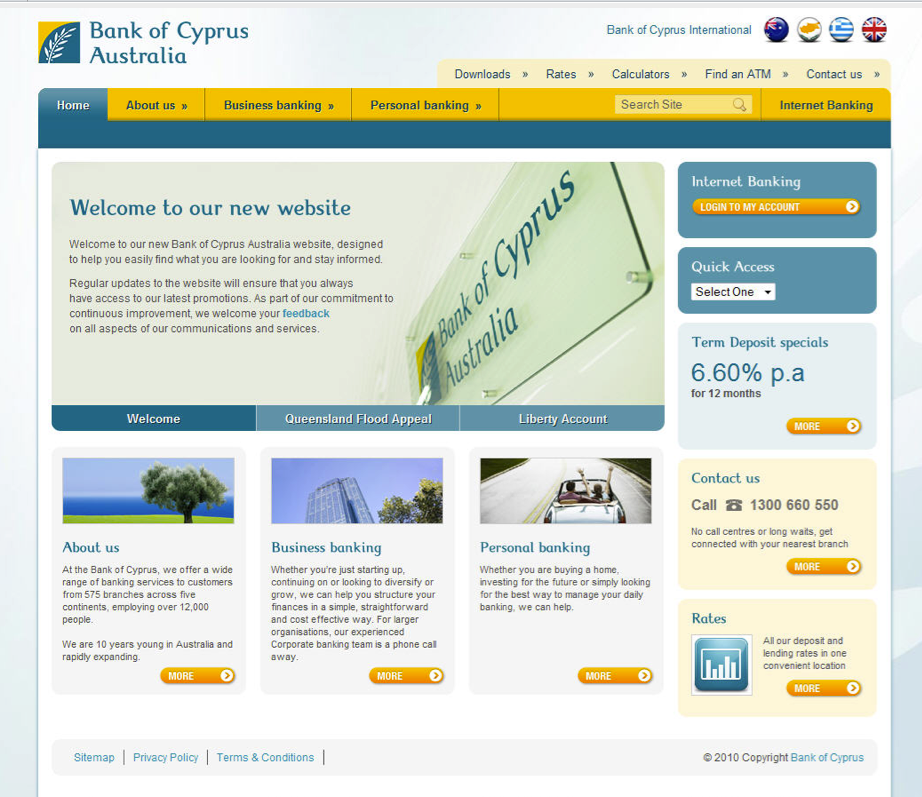 Bank of Cyprus
Australia
Bank of Cyprus International
Downloads » Rates » Calculators » Find an ATM » Contact us »
Home About us » Business banking » Personal banking » Search Site Internet Banking
Welcome to our new website
Welcome to our new Bank of Cyprus Australia website, designed
to help you easily find what you are looking for and stay informed.
Regular updates to the website will ensure that you always
have access to our latest promotions. As part of our commitment to
continuous improvement, we welcome your feedback
on all aspects of our communications and services.
Bank of Cyprus
Australia
Welcome Queensland Flood Appeal Liberty Account
Internet Banking
LOGIN TO MY ACCOUNT
Quick Access
Select One
Term Deposit specials
6.60% p.a
for 12 months
MORE
Contact us
Call 1300 660 550
No call centres or long waits, get
connected with your nearest branch
MORE
Rates
All our deposit and
lending rates in one
convenient location
MORE
About us
At the Bank of Cyprus, we offer a wide
range of banking services to customers
from 575 branches across five
continents, employing over 12,000
people.
We are 10 years young in Australia and
rapidly expanding.
MORE
Business banking
Whether you're just starting up,
continuing on or looking to diversify or
grow, we can help you structure your
finances in a simple, straightforward
and cost effective way. For larger
organisations, our experienced
Corporate banking team is a phone call
away.
MORE
Personal banking
Whether you are buying a home,
investing for the future or simply looking
for the best way to manage your daily
banking, we can help.
MORE
Sitemap Privacy Policy Terms & Conditions
© 2010 Copyright Bank of Cyprus